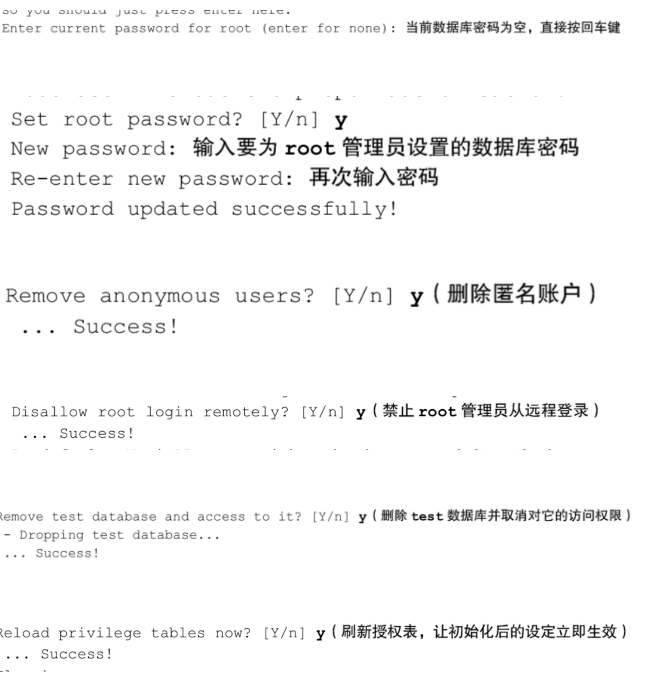 so you should just press enter here.
Enter current password for root (enter for none): 当前数据库密码为空，直接按回车键
Set root password? [Y/n] y
New password: 输入要为 root 管理员设置的数据库密码
Re-enter new password: 再次输入密码
Password updated successfully!
Remove anonymous users? [Y/n] y（删除匿名账户）
... Success!
Disallow root login remotely? [Y/n] y（禁止 root 管理员从远程登录）
... Success!
Remove test database and access to it? [Y/n] y（删除 test 数据库并取消对它的访问权限）
- Dropping test database...
... Success!
Reload privilege tables now? [Y/n] y（刷新授权表，让初始化后的设定立即生效）
... Success!